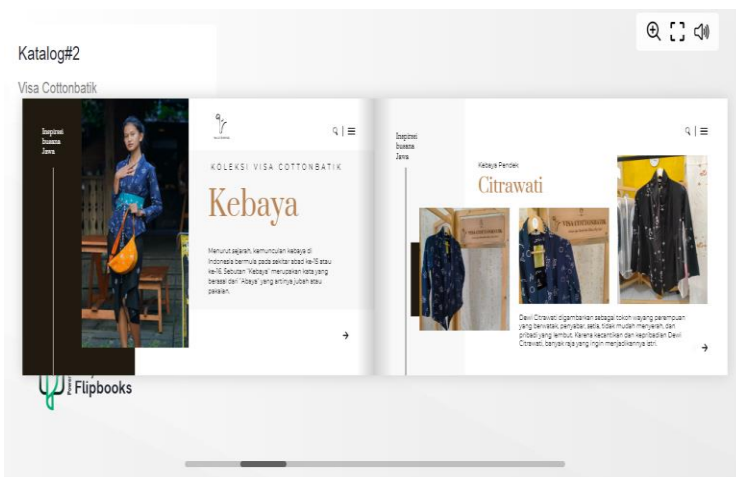 Katalog#2
Visa Cottonbatik
Inspirasi
busana
Jawa
KOLEKSI VISA COTTONBATIK
Kebaya
Menurut sejarah, kemunculan kebaya di
Indonesia bermula pada sekitar abad ke-15 atau
ke-16. Sebutan "Kebaya" merupakan kata yang
berasal dari "Abaya" yang artinya jubah atau
pakaian.
Inspirasi
busana
Jawa
Kebaya Pendek
Citrawati
VISA COTTONBATIK
VISA COTTONBATIK
Dewi Citrawati digambarkan sebagai tokoh wayang perempuan
yang berwatak, penyabar, setia, tidak mudah menyerah, dan
pribadi yang lembut. Karena kecantikan dan kepribadian Dewi
Citrawati, banyak raja yang ingin menjadikannya istri.
Flipbooks